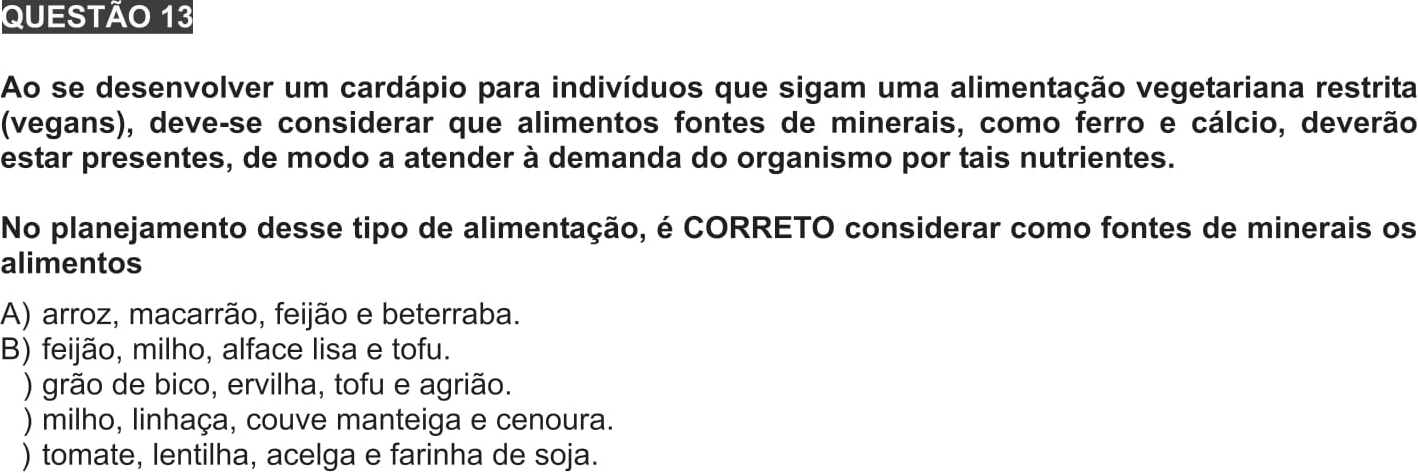 QUESTÃO 13
Ao se desenvolver um cardápio para indivíduos que sigam uma alimentação vegetariana restrita
(vegans), deve-se considerar que alimentos fontes de minerais, como ferro e cálcio, deverão
estar presentes, de modo a atender à demanda do organismo por tais nutrientes.
No planejamento desse tipo de alimentação, é CORRETO considerar como fontes de minerais os
alimentos
A) arroz, macarrão, feijão e beterraba.
B) feijão, milho, alface lisa e tofu.
) grão de bico, ervilha, tofu e agrião.
) milho, linhaça, couve manteiga e cenoura.
) tomate, lentilha, acelga e farinha de soja.